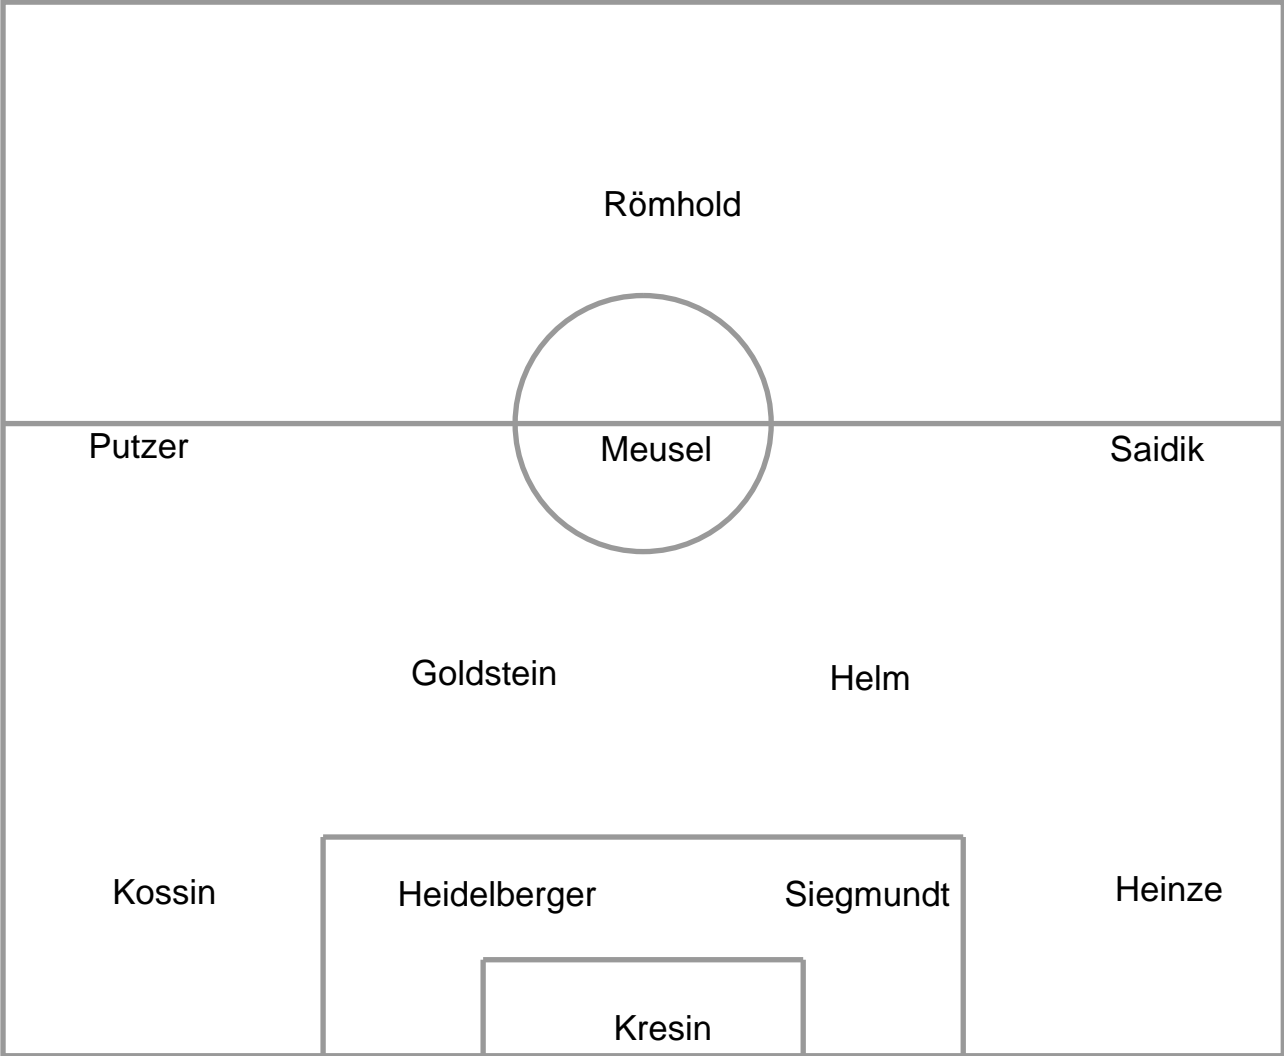 Römhold
Putzer Meusel Saidik
Goldstein Helm
Kossin Heidelberger Siegmundt Heinze
Kresin